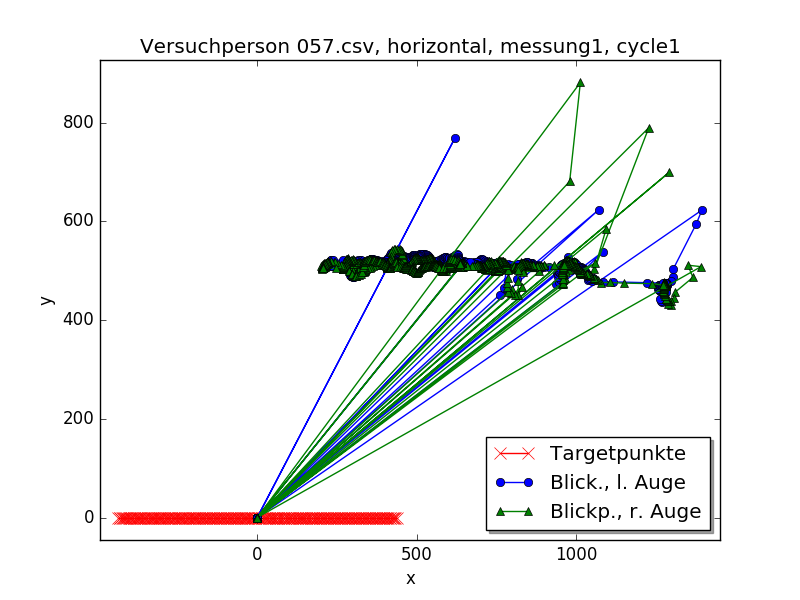 Versuchperson 057.csv, horizontal, messung1, cycle1
800
600
y
400
200
0
Targetpunkte
Blick., l. Auge
Blickp., r. Auge
0 500 1000
x